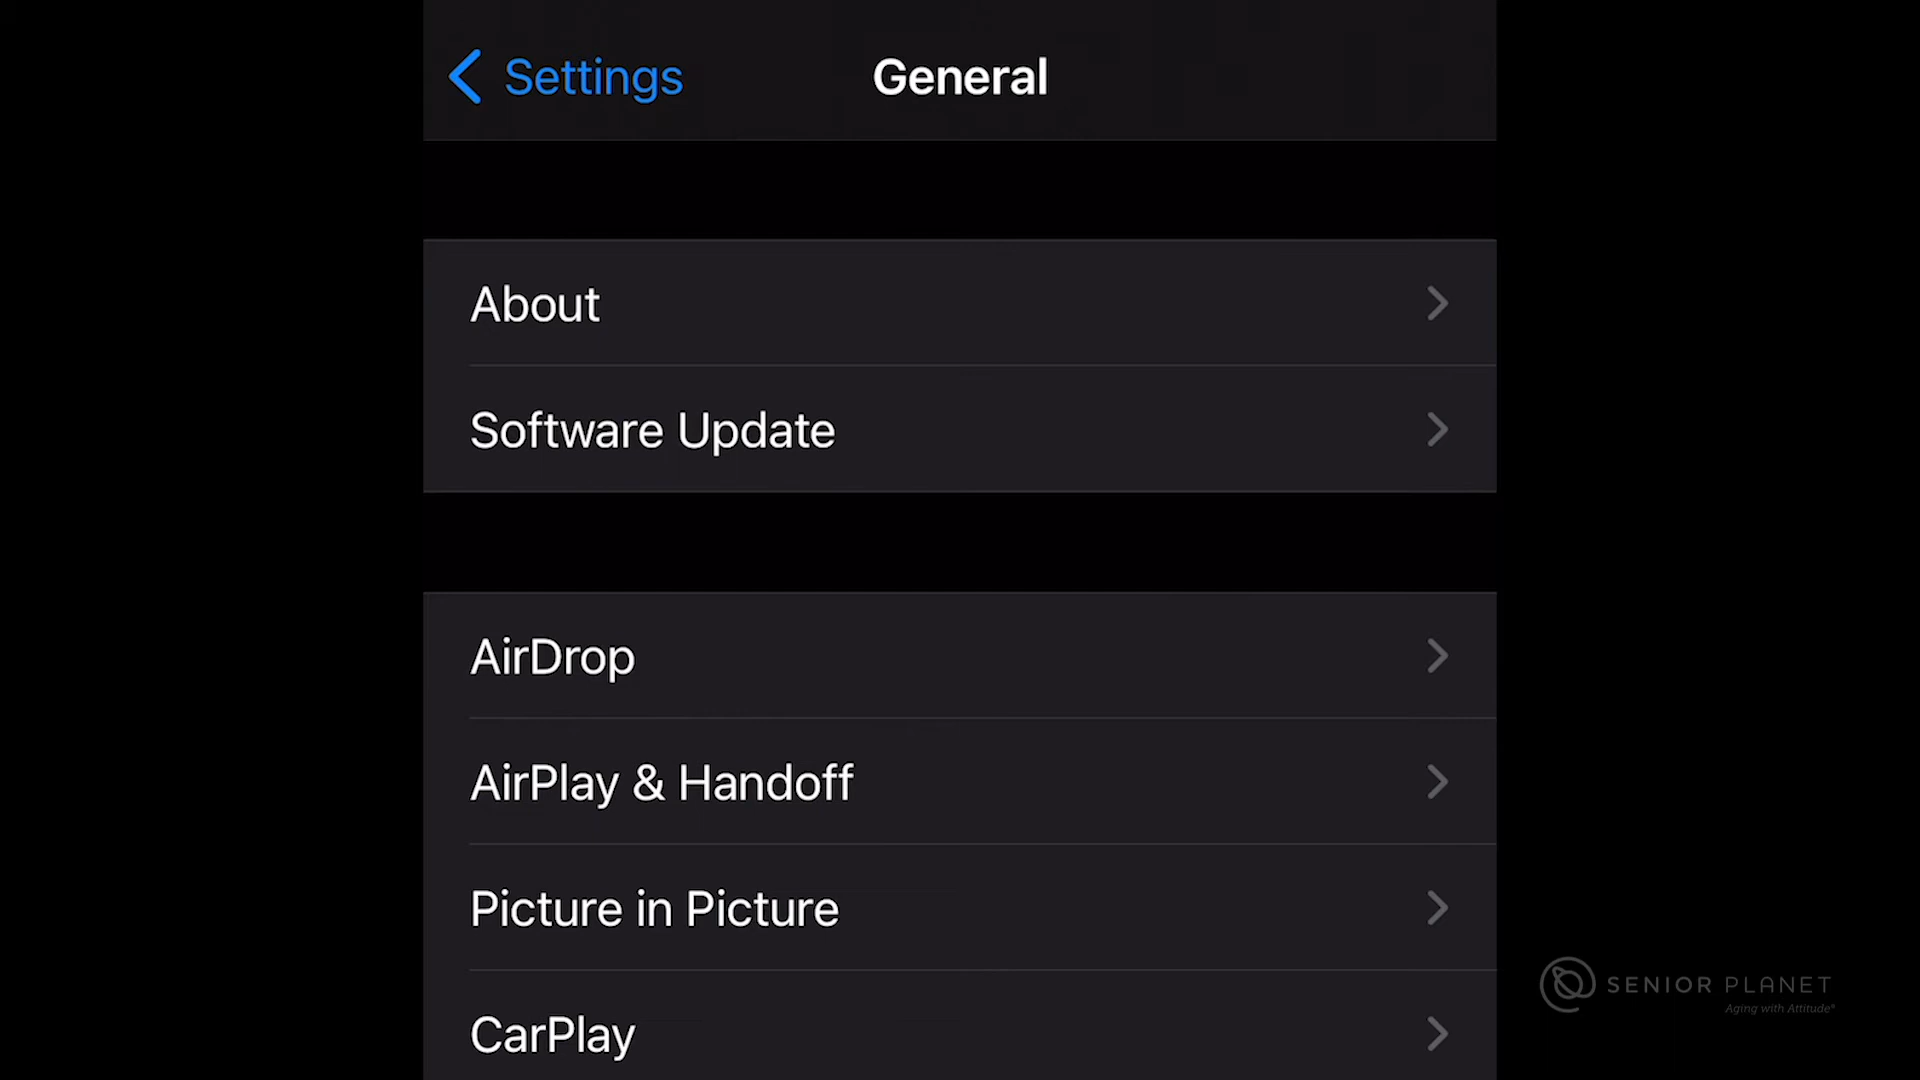 Settings
General
About
Software Update
AirDrop
AirPlay & Handoff
Picture in Picture
CarPlay
SENIOR PLANET
Aging with Attitude®